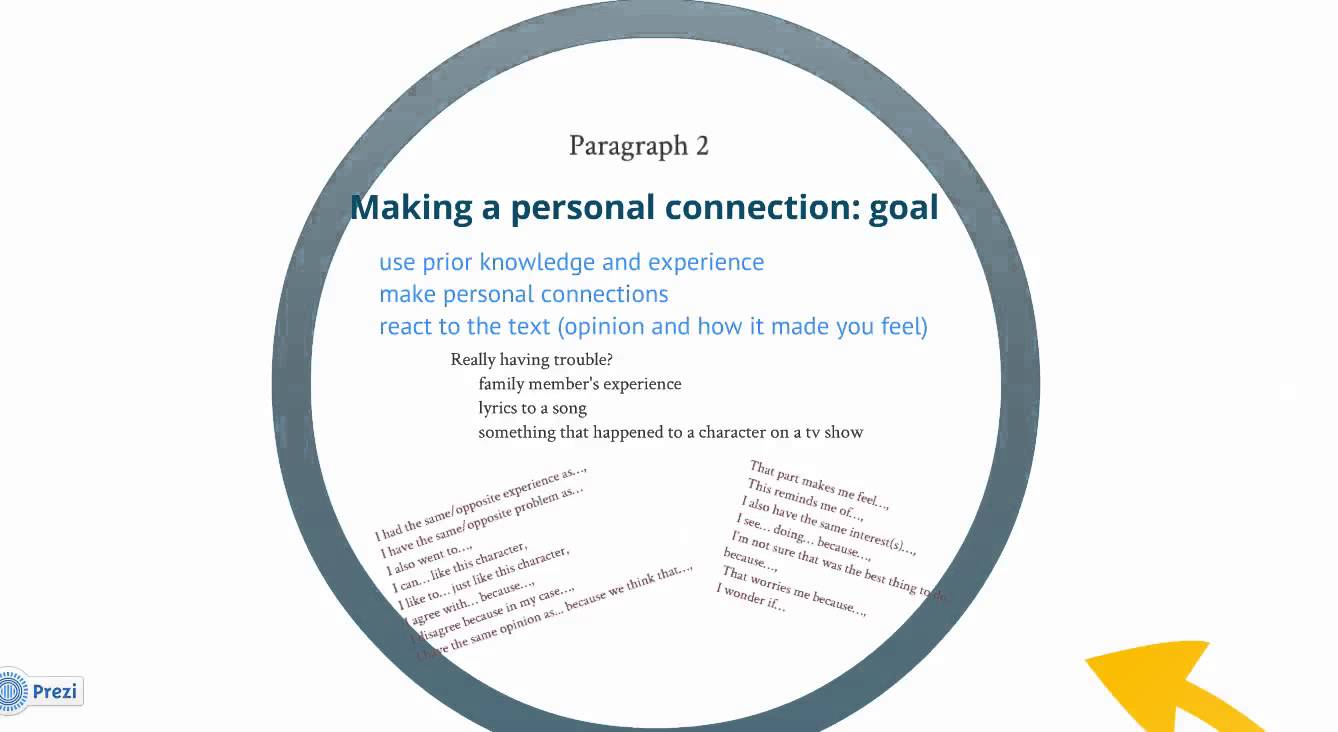 Paragraph 2
Making a personal connection: goal
use prior knowledge and experience
make personal connections
react to the text (opinion and how it made you feel)
Really having trouble?
family member's experience
lyrics to a song
something that happened to a character on a tv show
I had the same/opposite experience as...,
I have the same/opposite problem as...
I also went to...,
I can... like this character,
I like to... just like this character,
I agree with... because...,
I disagree because in my case...,
I have the same opinion as... because we think that...,
That part makes me feel...,
This reminds me of...,
I also have the same interest(s)...,
I see... doing... because...,
I'm not sure that was the best thing to do
because...,
That worries me because...,
I wonder if...
Prezi